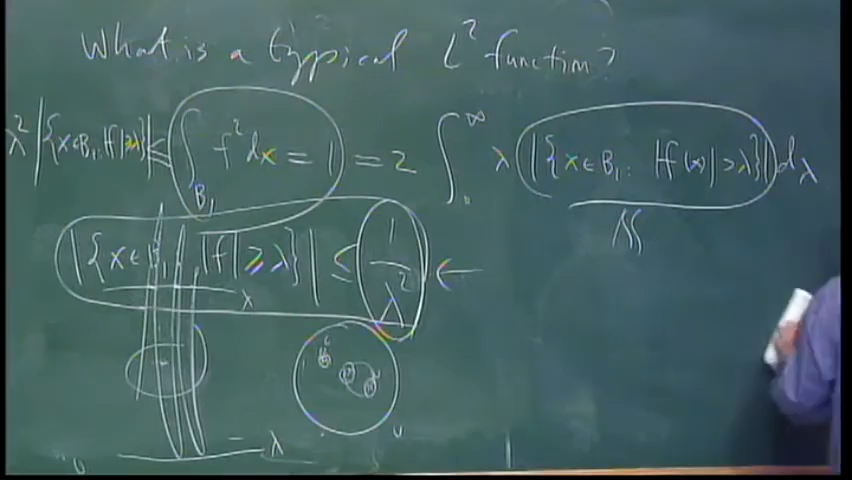 What is a typical L² function?
λ² |{x∈B₁: |f|≥λ}| ≤ ∫_{B₁} f² dx = 1 = 2 ∫₀^∞ λ |{x∈B₁: |f(x)|>λ}| dλ
|{x∈B₁, |f|≥λ}| ≤ 1/λ² ←
λ
λ